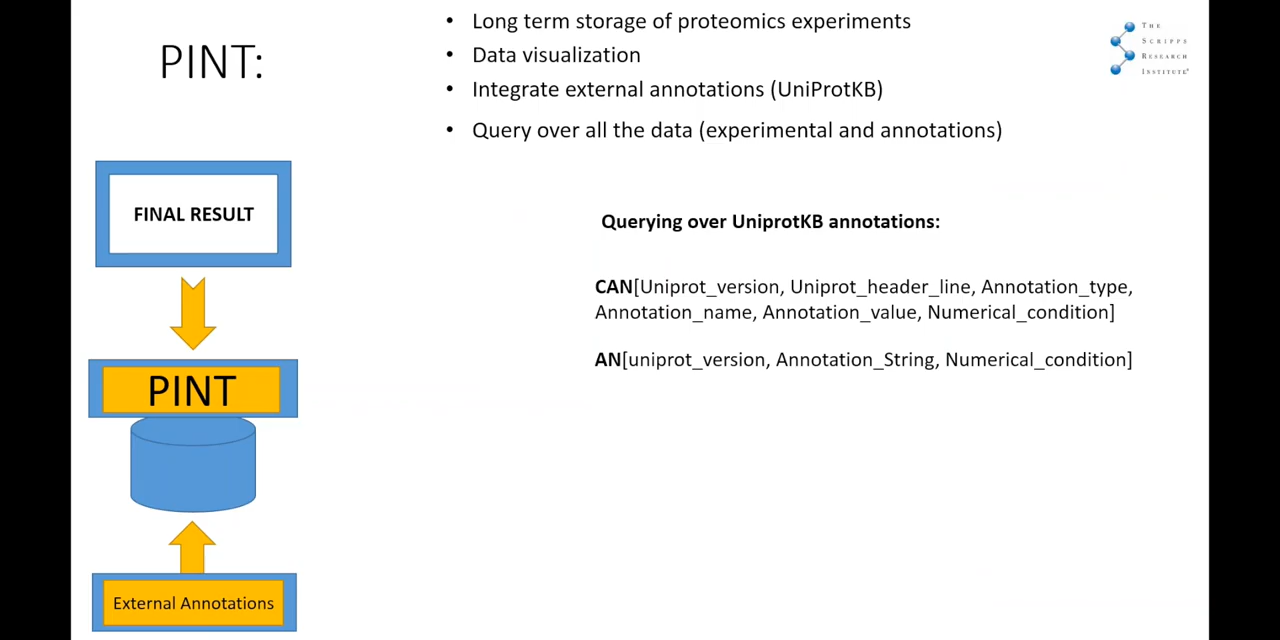 PINT:
• Long term storage of proteomics experiments
• Data visualization
• Integrate external annotations (UniProtKB)
• Query over all the data (experimental and annotations)
THE
SCRIPPS
RESEARCH
INSTITUTE®
FINAL RESULT
PINT
External Annotations
Querying over UniprotKB annotations:
CAN[Uniprot_version, Uniprot_header_line, Annotation_type,
Annotation_name, Annotation_value, Numerical_condition]
AN[uniprot_version, Annotation_String, Numerical_condition]